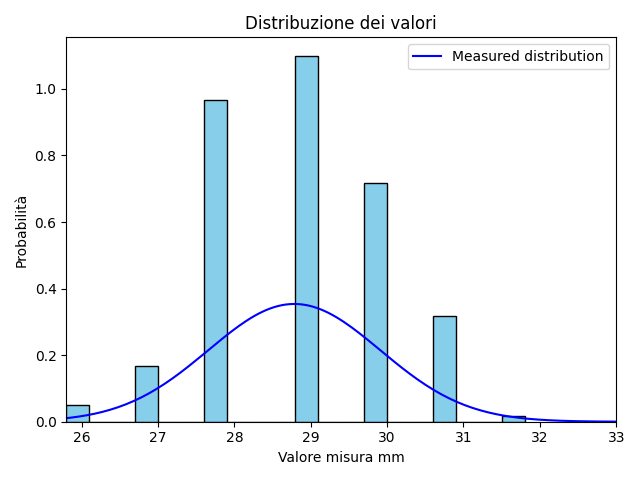 Distribuzione dei valori
Measured distribution
Probabilità
1.0
0.8
0.6
0.4
0.2
0.0
26 27 28 29 30 31 32 33
Valore misura mm